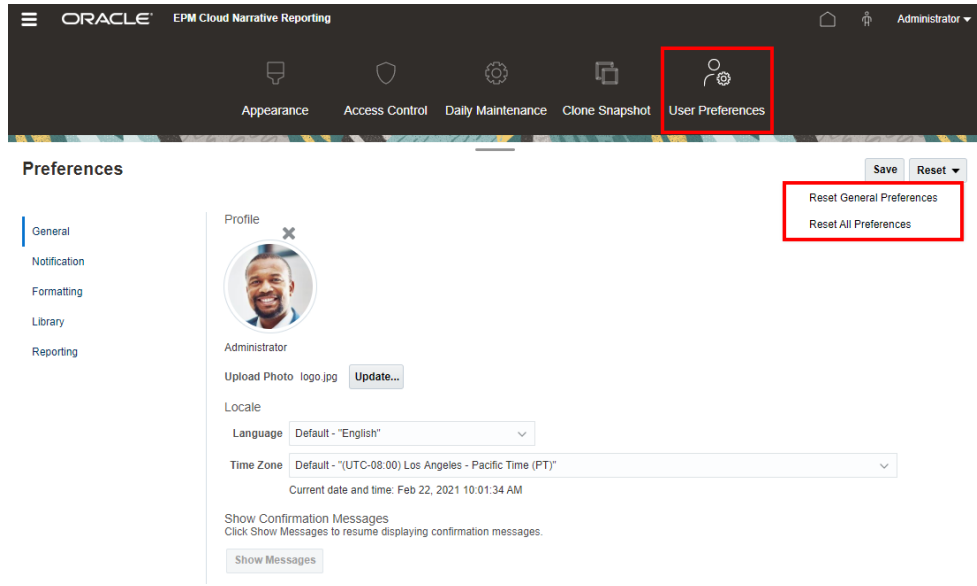 ORACLE EPM Cloud Narrative Reporting Administrator
Appearance Access Control Daily Maintenance Clone Snapshot User Preferences
Preferences
Save Reset
Reset General Preferences
Reset All Preferences
General
Notification
Formatting
Library
Reporting
Profile
Administrator
Upload Photo logo.jpg Update...
Locale
Language Default - "English"
Time Zone Default - "(UTC-08:00) Los Angeles - Pacific Time (PT)"
Current date and time: Feb 22, 2021 10:01:34 AM
Show Confirmation Messages
Click Show Messages to resume displaying confirmation messages.
Show Messages